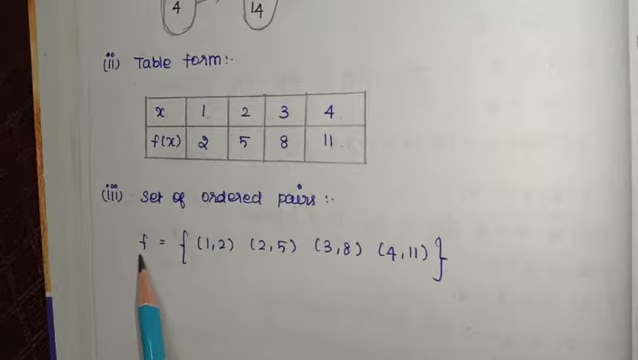 4 14
(ii) Table form:-
x 1 2 3 4
f(x) 2 5 8 11
(iii) set of ordered pairs :-
f = { (1,2) (2,5) (3,8) (4,11) }